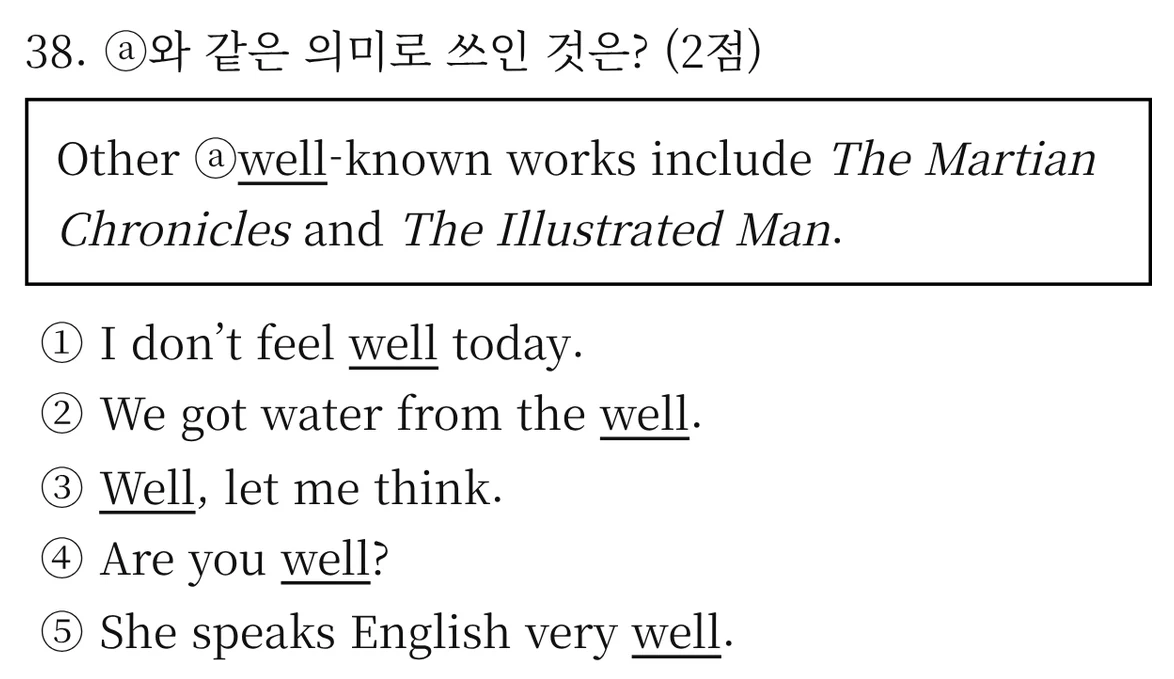 38. ⓐ와 같은 의미로 쓰인 것은? (2점)
Other ⓐwell-known works include The Martian
Chronicles and The Illustrated Man.
① I don’t feel well today.
② We got water from the well.
③ Well, let me think.
④ Are you well?
⑤ She speaks English very well.